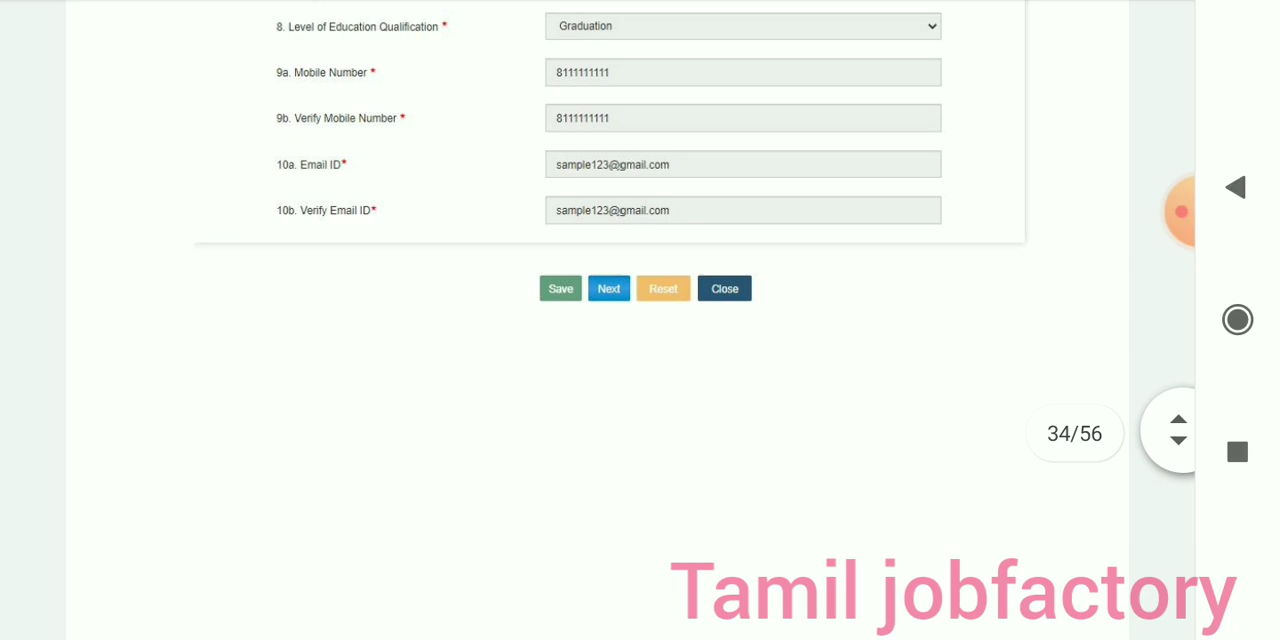 8. Level of Education Qualification * Graduation
9a. Mobile Number * 8111111111
9b. Verify Mobile Number * 8111111111
10a. Email ID* sample123@gmail.com
10b. Verify Email ID* sample123@gmail.com
Save Next Reset Close
34/56
Tamil jobfactory